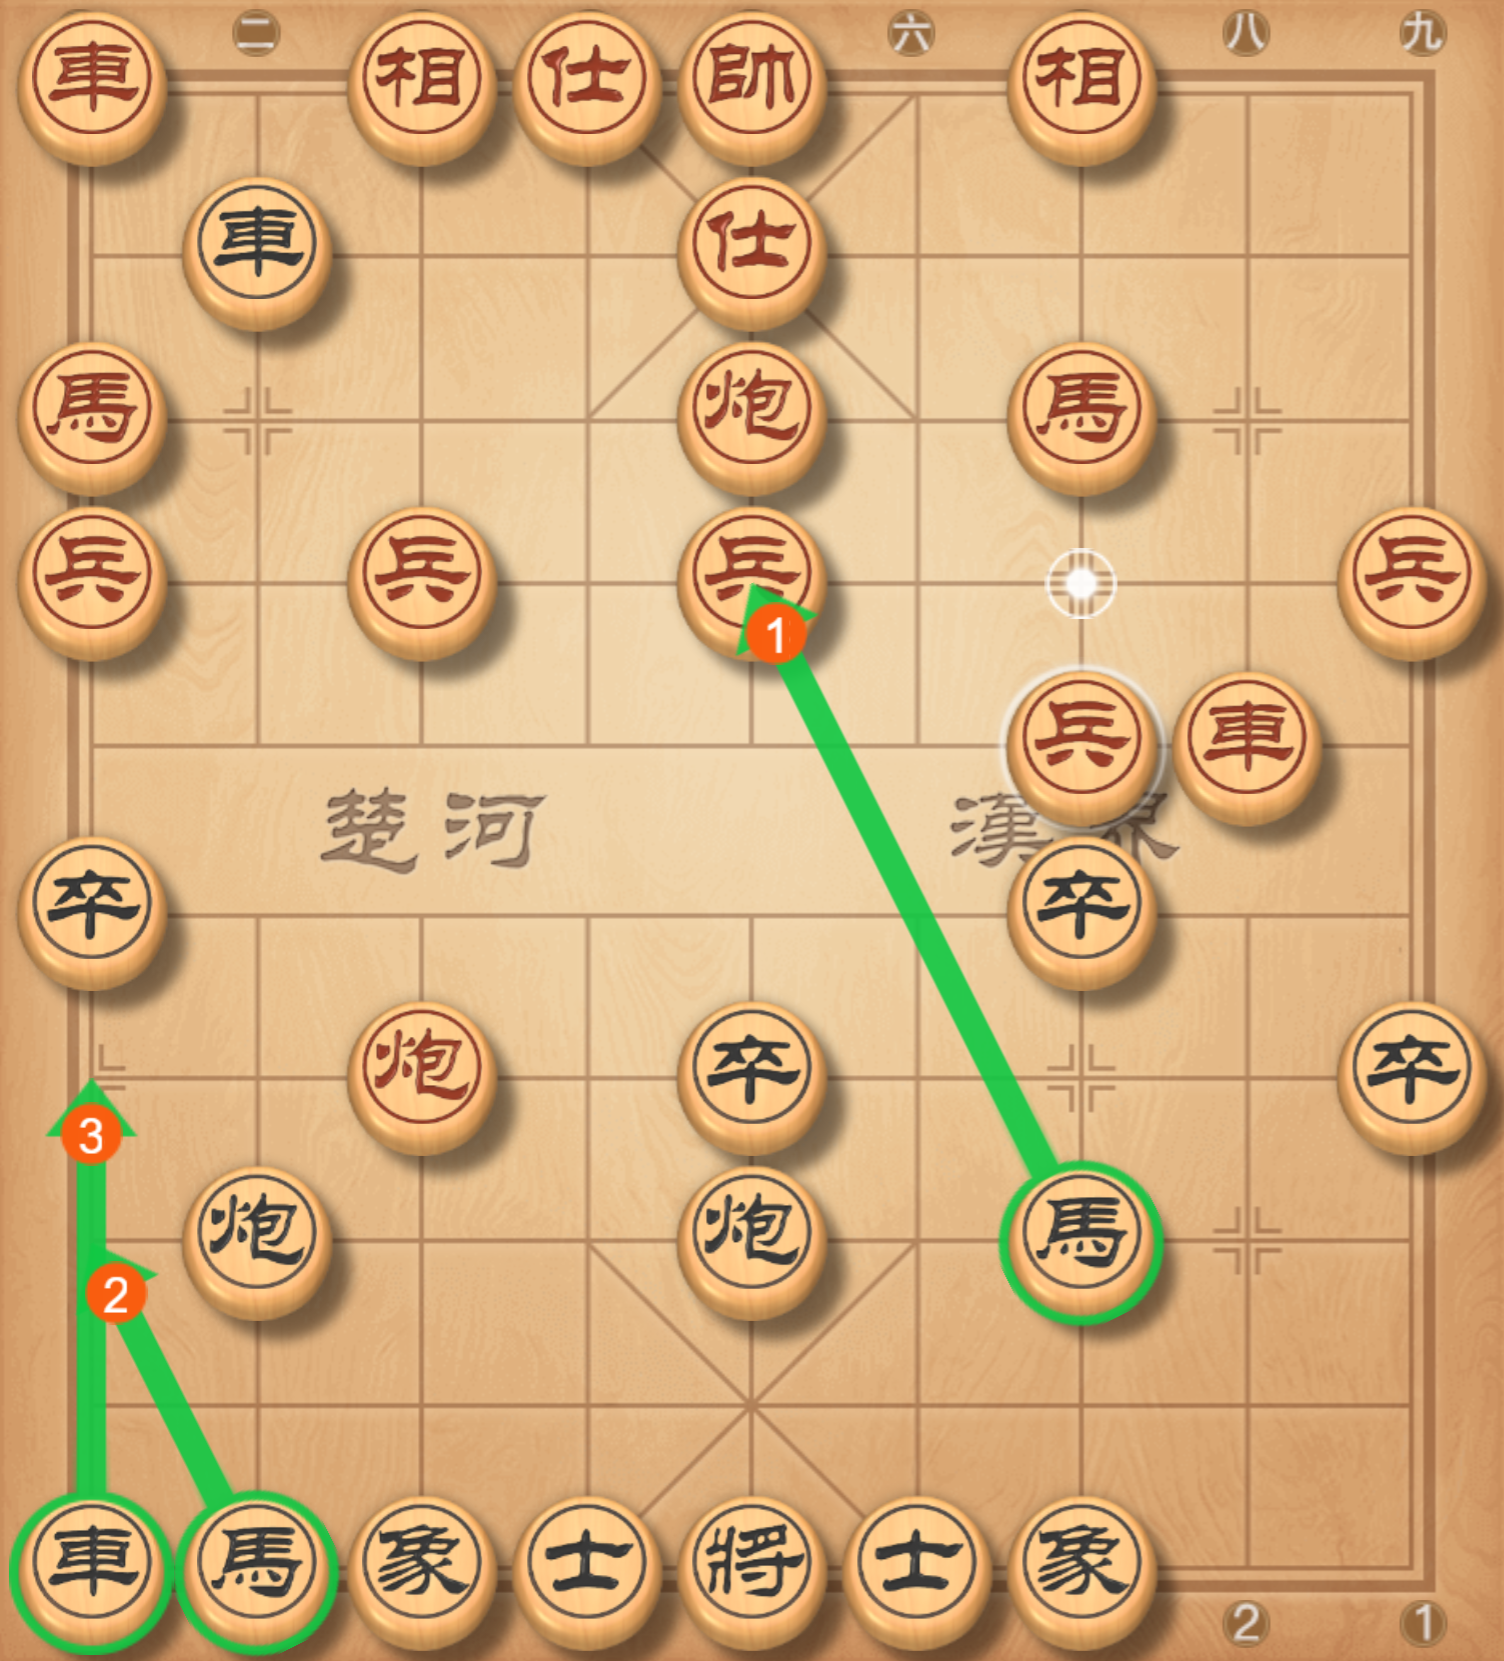 二 六 八 九
車 相 仕 帥 相
車 仕
馬 炮 馬
兵 兵 兵 兵
1
兵 車
楚河 漢界
卒 卒
炮 卒 卒
3
炮 炮 馬
2
車 馬 象 士 將 士 象
2 1